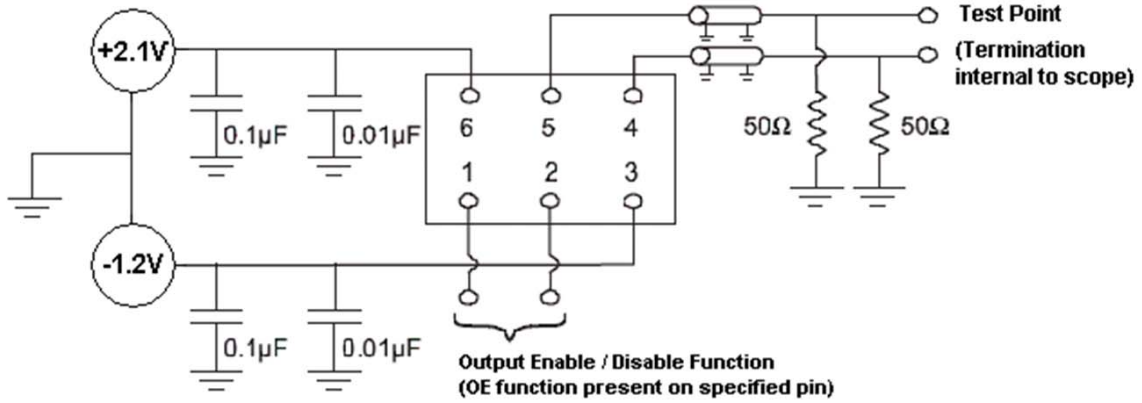 Test Point
+2.1V
(Termination
internal to scope)
0.1µF
0.01µF
6 5 4
50Ω
50Ω
1 2 3
-1.2V
0.1µF
0.01µF
Output Enable / Disable Function
(OE function present on specified pin)